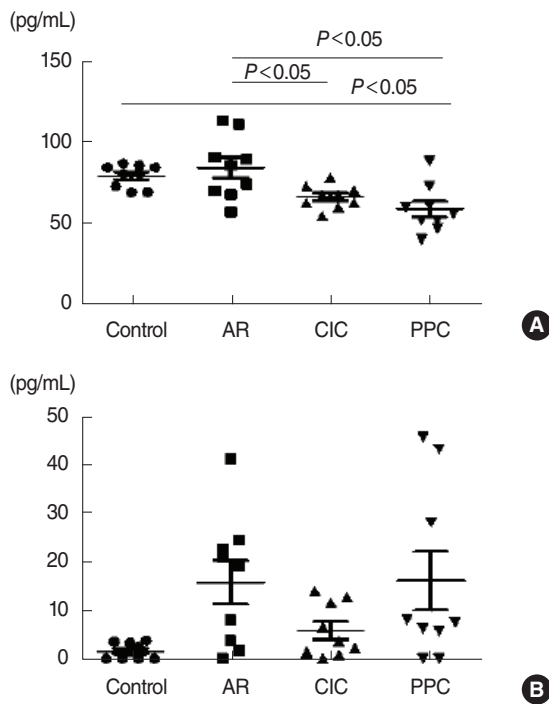 (pg/mL)
P<0.05
150
P<0.05
P<0.05
100
50
0
Control AR CIC PPC
A
(pg/mL)
50
40
30
20
10
0
Control AR CIC PPC
B